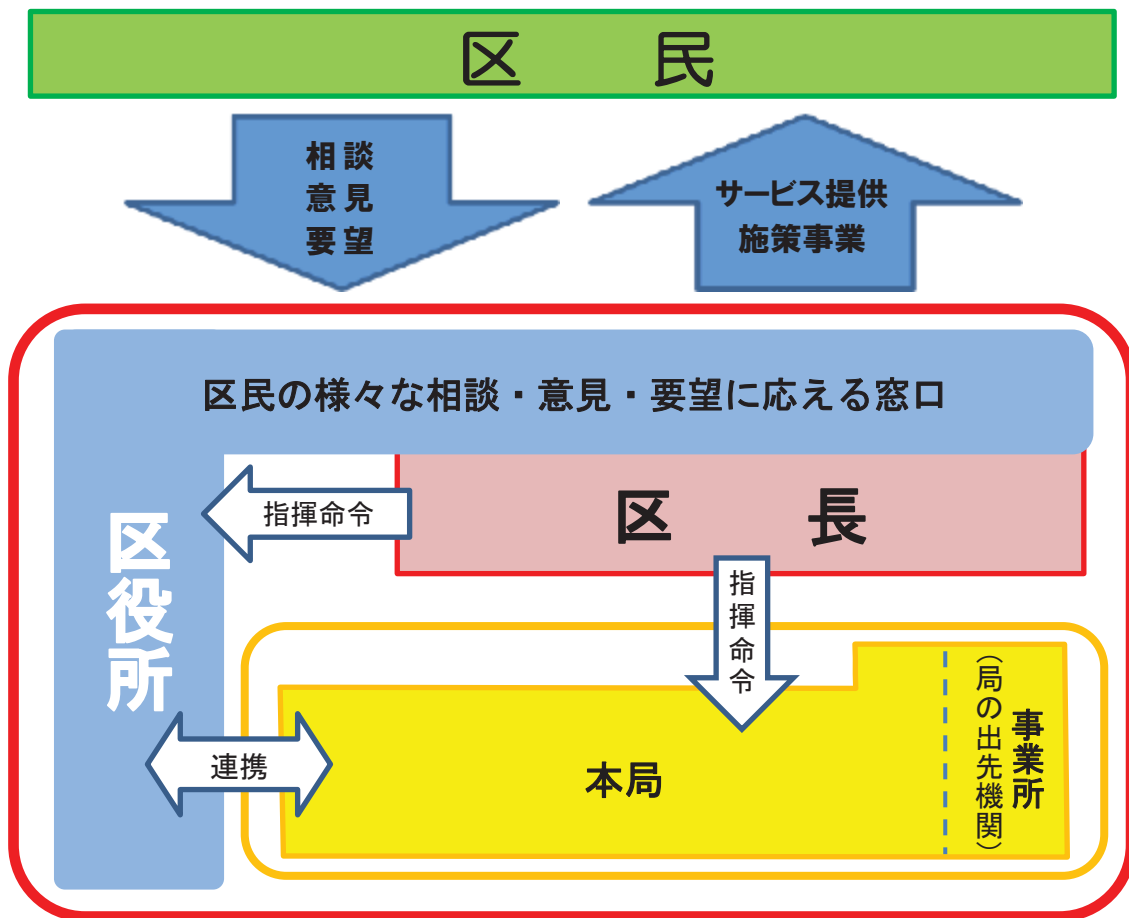 区 民
相談
意見
要望
サービス提供
施策事業
区民の様々な相談・意見・要望に応える窓口
区役所
指揮命令
区 長
指揮命令
連携
本局
事業所
(局の出先機関)